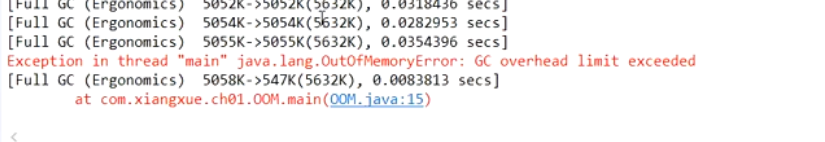 [Full GC (Ergonomics)  5052K->5052K(5632K), 0.0318436 secs]
[Full GC (Ergonomics)  5054K->5054K(5632K), 0.0282953 secs]
[Full GC (Ergonomics)  5055K->5055K(5632K), 0.0354396 secs]
Exception in thread "main" java.lang.OutOfMemoryError: GC overhead limit exceeded
[Full GC (Ergonomics)  5058K->547K(5632K), 0.0083813 secs]
	at com.xiangxue.ch01.OOM.main(OOM.java:15)